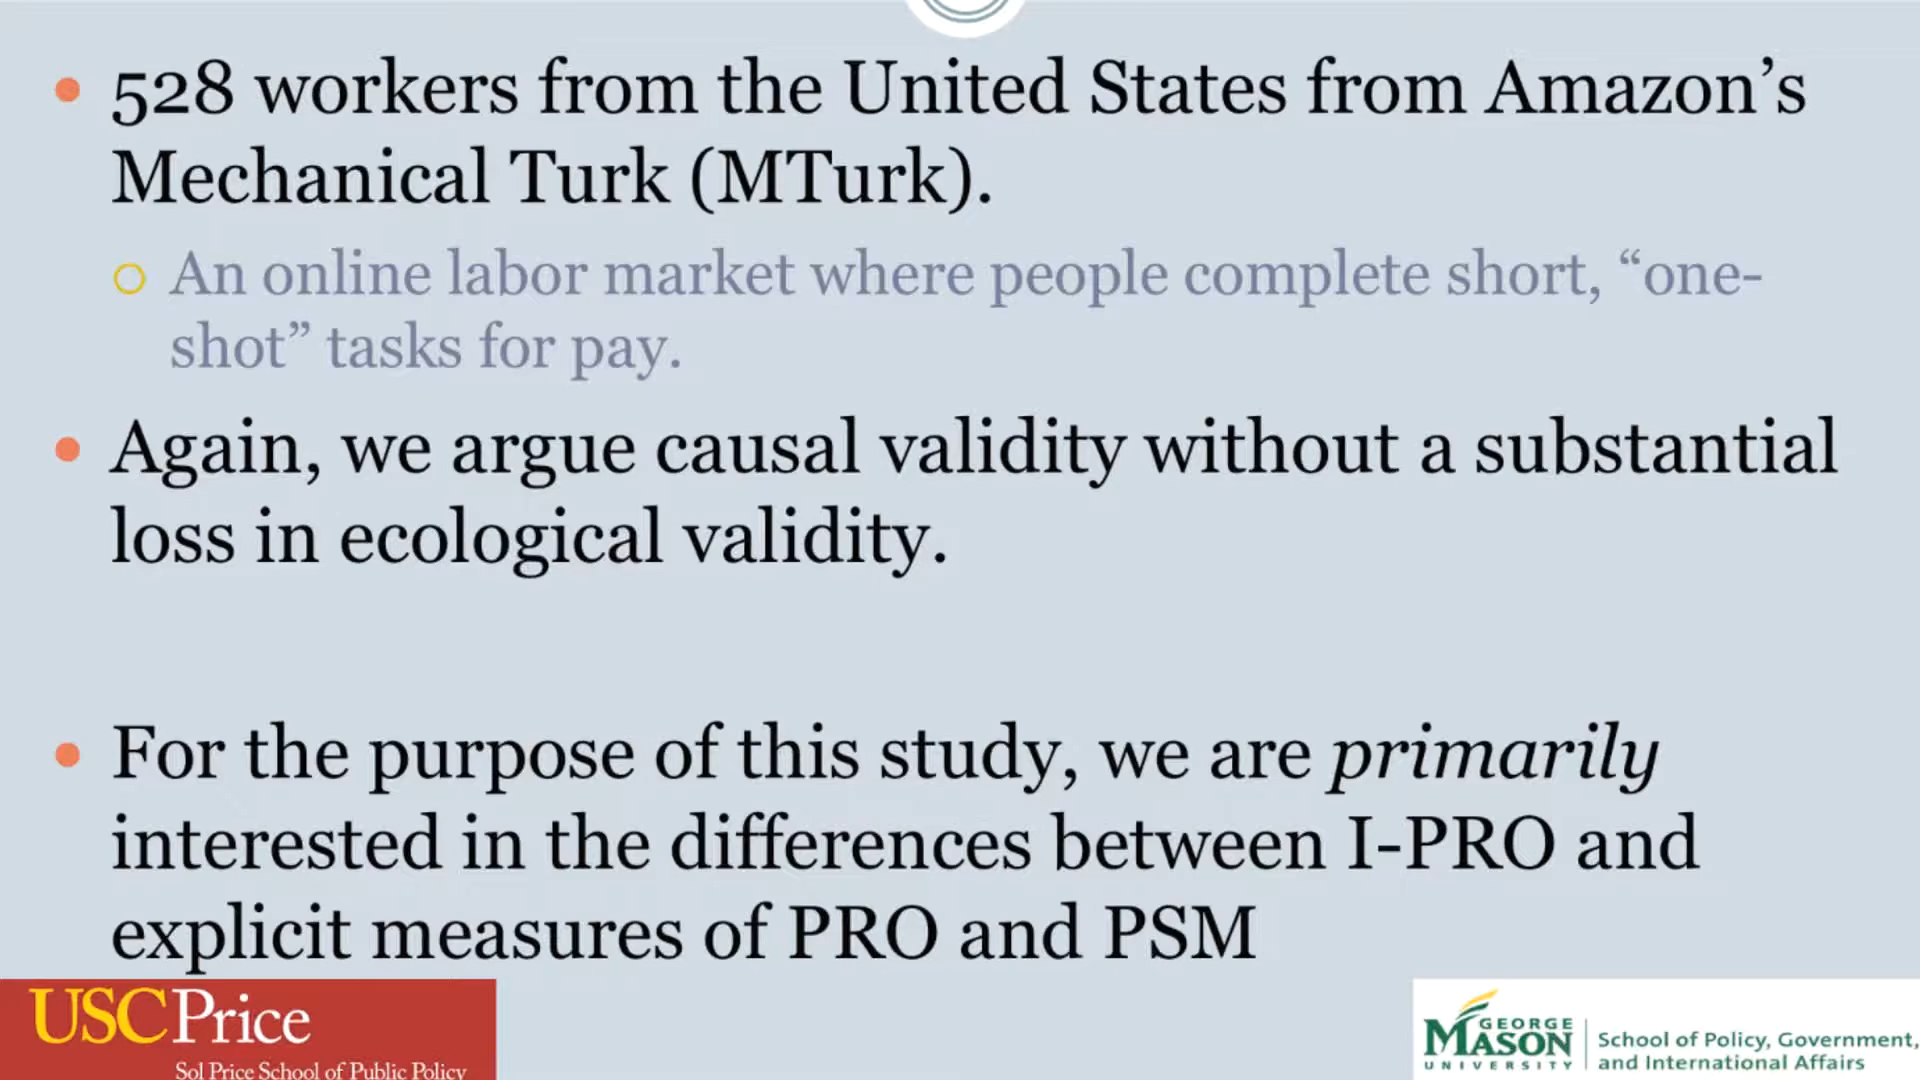 528 workers from the United States from Amazon’s
Mechanical Turk (MTurk).
An online labor market where people complete short, “one-
shot” tasks for pay.
Again, we argue causal validity without a substantial
loss in ecological validity.
For the purpose of this study, we are primarily
interested in the differences between I-PRO and
explicit measures of PRO and PSM
USC Price
Sol Price School of Public Policy
GEORGE
MASON
UNIVERSITY
School of Policy, Government,
and International Affairs